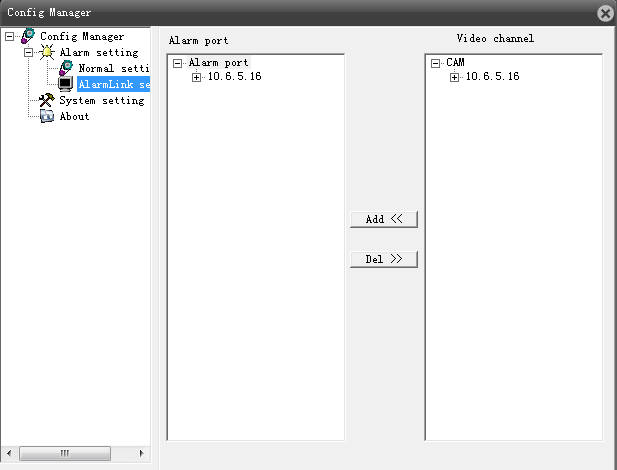 Config Manager
Config Manager
Alarm setting
Normal setti
AlarmLink se
System setting
About
Alarm port
Alarm port
10.6.5.16
Add <<
Del >>
Video channel
CAM
10.6.5.16